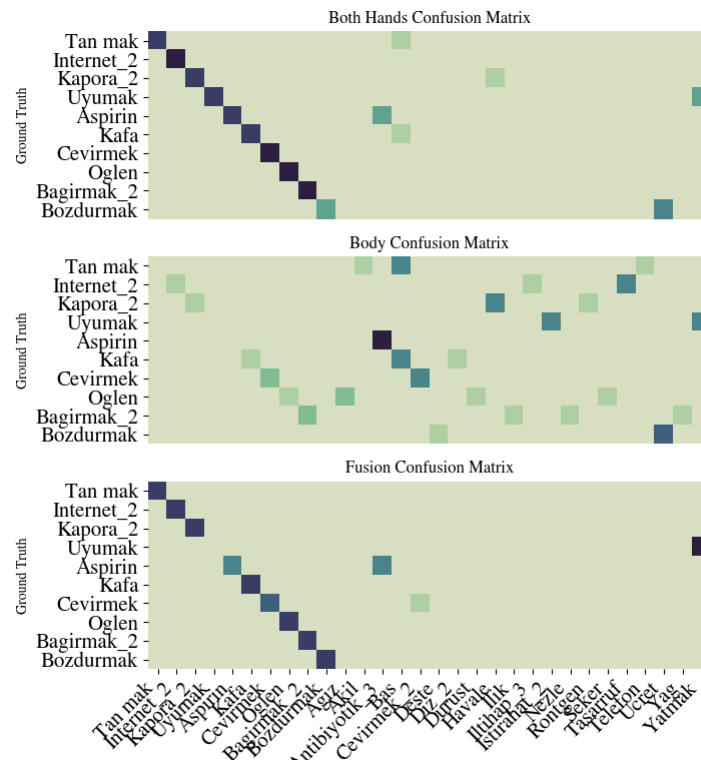 Both Hands Confusion Matrix
Ground Truth
Tan mak
Internet_2
Kapora_2
Uyumak
Aspirin
Kafa
Cevirmek
Oglen
Bagirmak_2
Bozdurmak
Body Confusion Matrix
Ground Truth
Tan mak
Internet_2
Kapora_2
Uyumak
Aspirin
Kafa
Cevirmek
Oglen
Bagirmak_2
Bozdurmak
Fusion Confusion Matrix
Ground Truth
Tan mak
Internet_2
Kapora_2
Uyumak
Aspirin
Kafa
Cevirmek
Oglen
Bagirmak_2
Bozdurmak
Tan mak
Internet_2
Kapora_2
Uyumak
Aspirin
Kafa
Cevirmek
Oglen
Bagirmak_2
Bozdurmak
Agiz
Akil
Antibiyotik_3
Bas
Cevirmek_2
Deste
Diz_2
Durust
Havale
Ilik
Iltihap_3
Nezle
Rontgen
Seker
Tasarruf
Telefon
Ucret
Yag
Yatmak